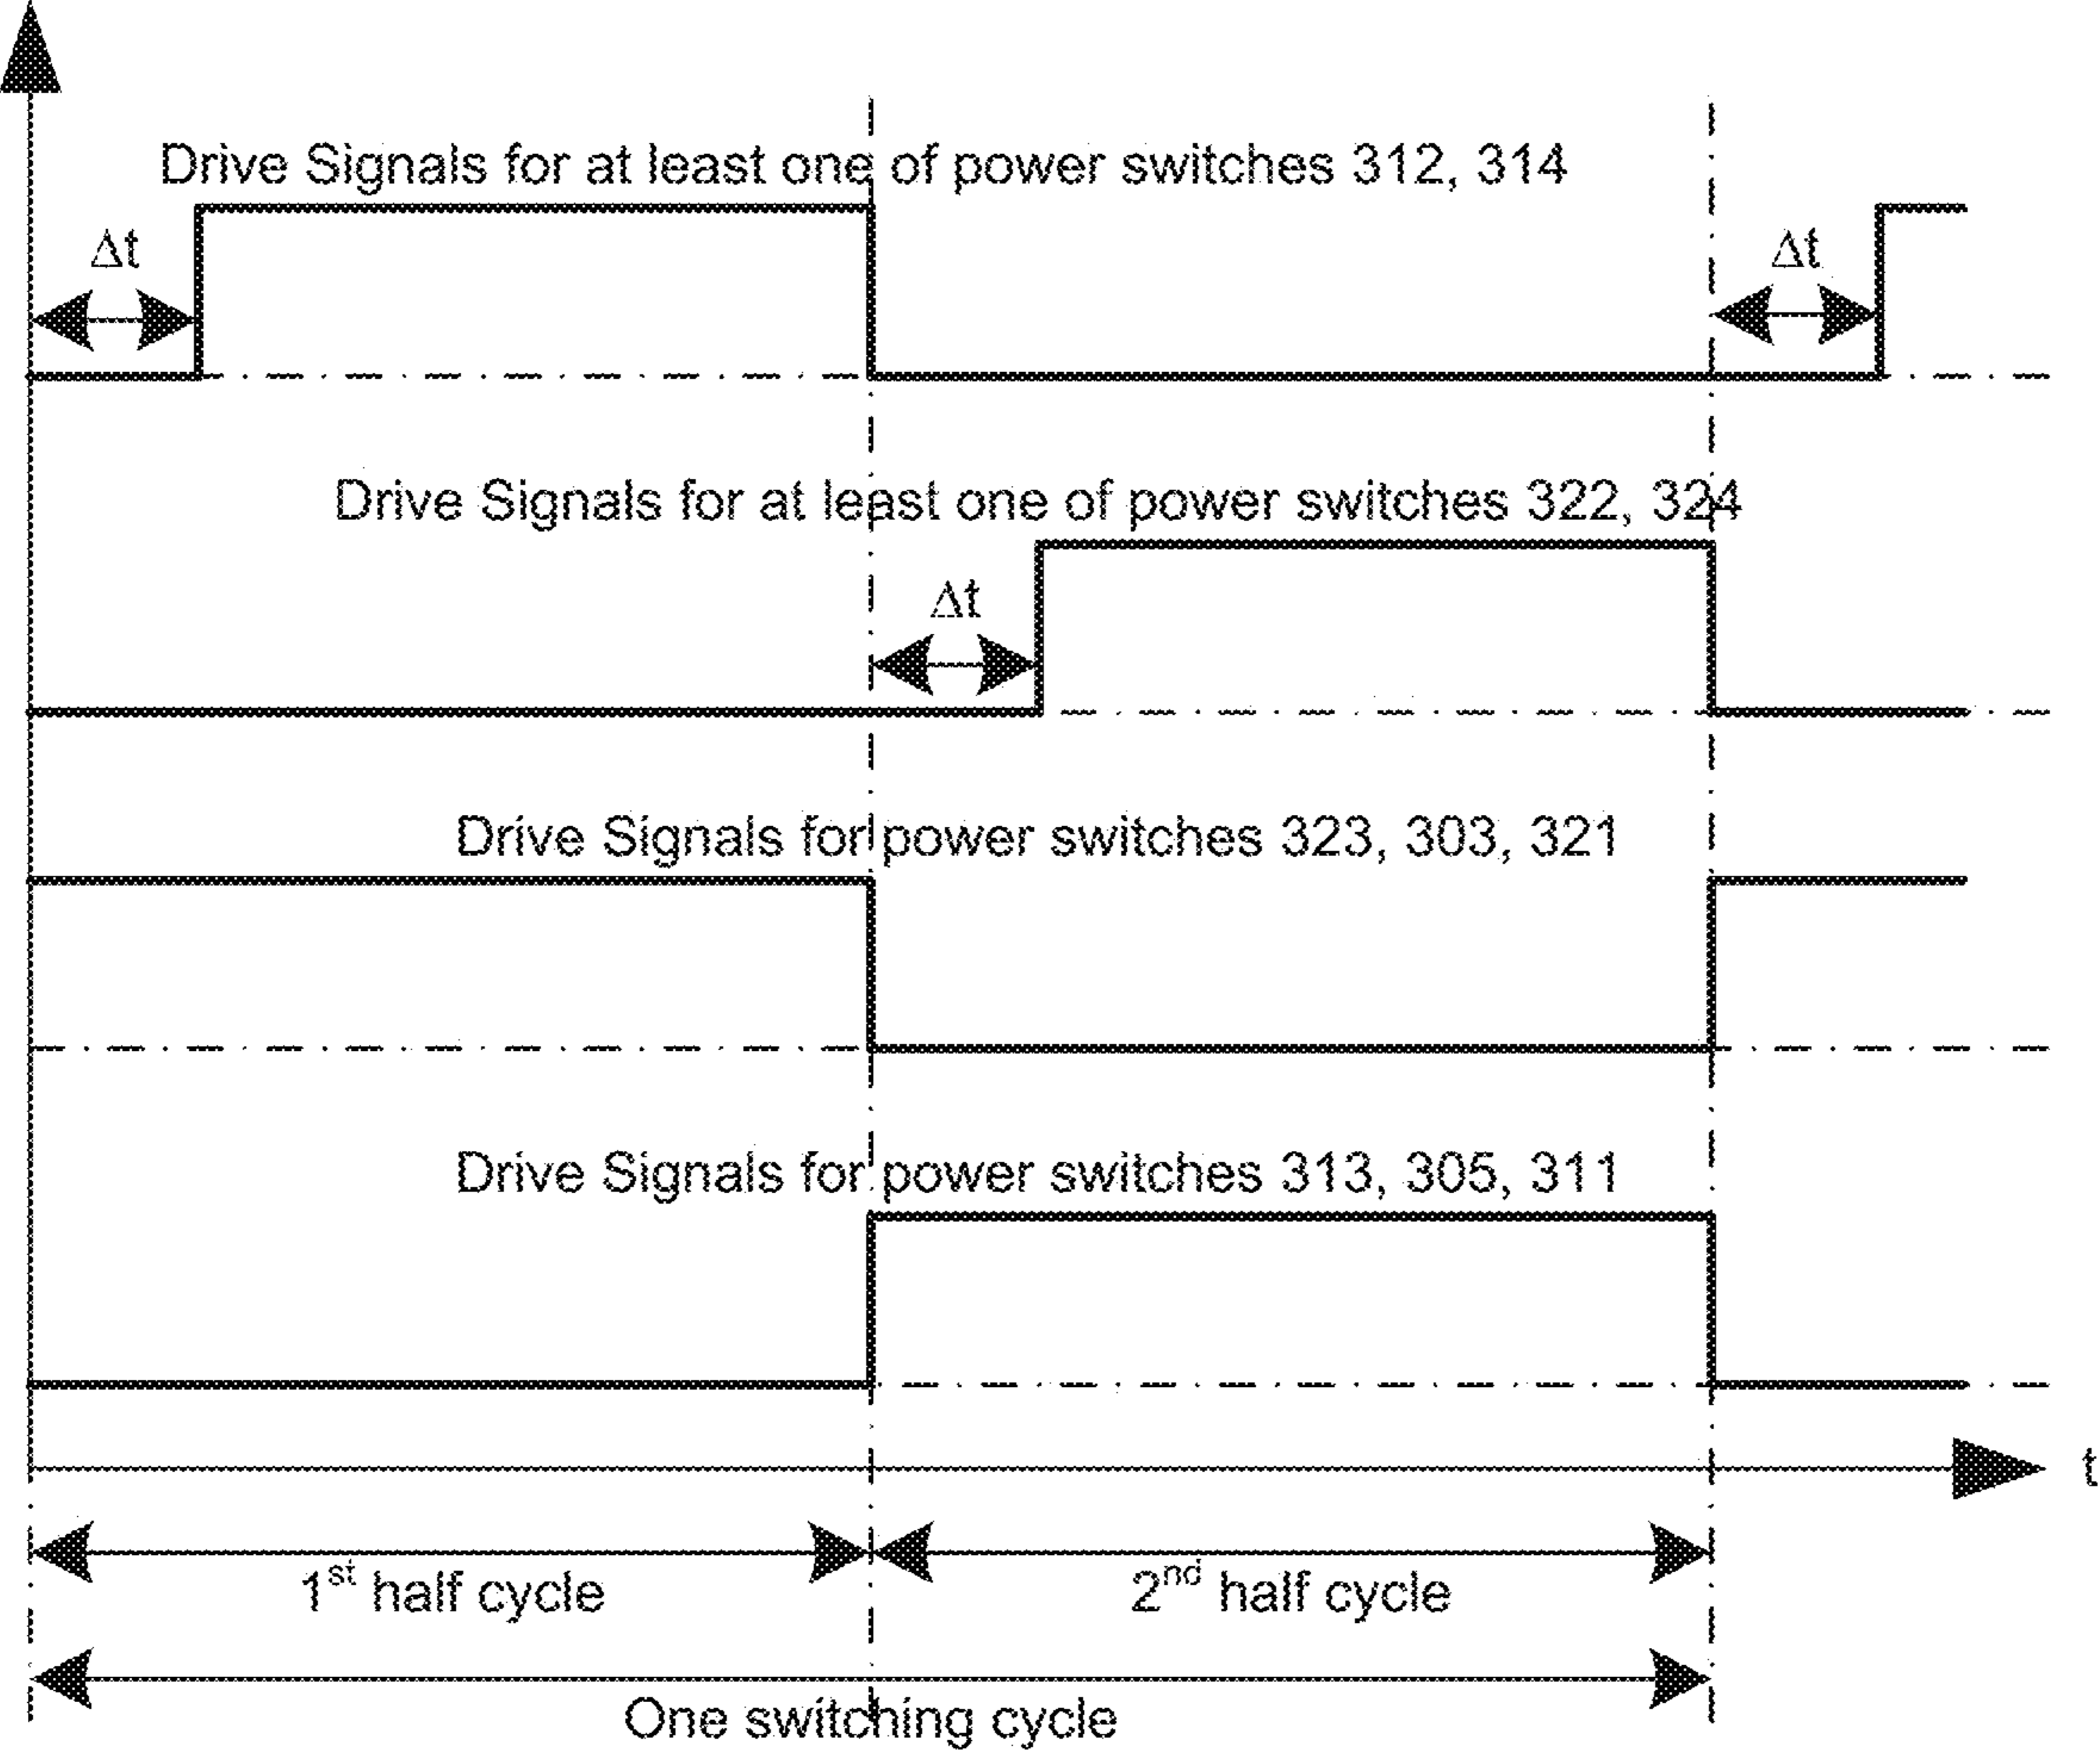 Drive Signals for at least one of power switches 312, 314
Δt
Δt
Drive Signals for at least one of power switches 322, 324
Δt
Drive Signals for power switches 323, 303, 321
Drive Signals for power switches 313, 305, 311
t
1st half cycle
2nd half cycle
One switching cycle